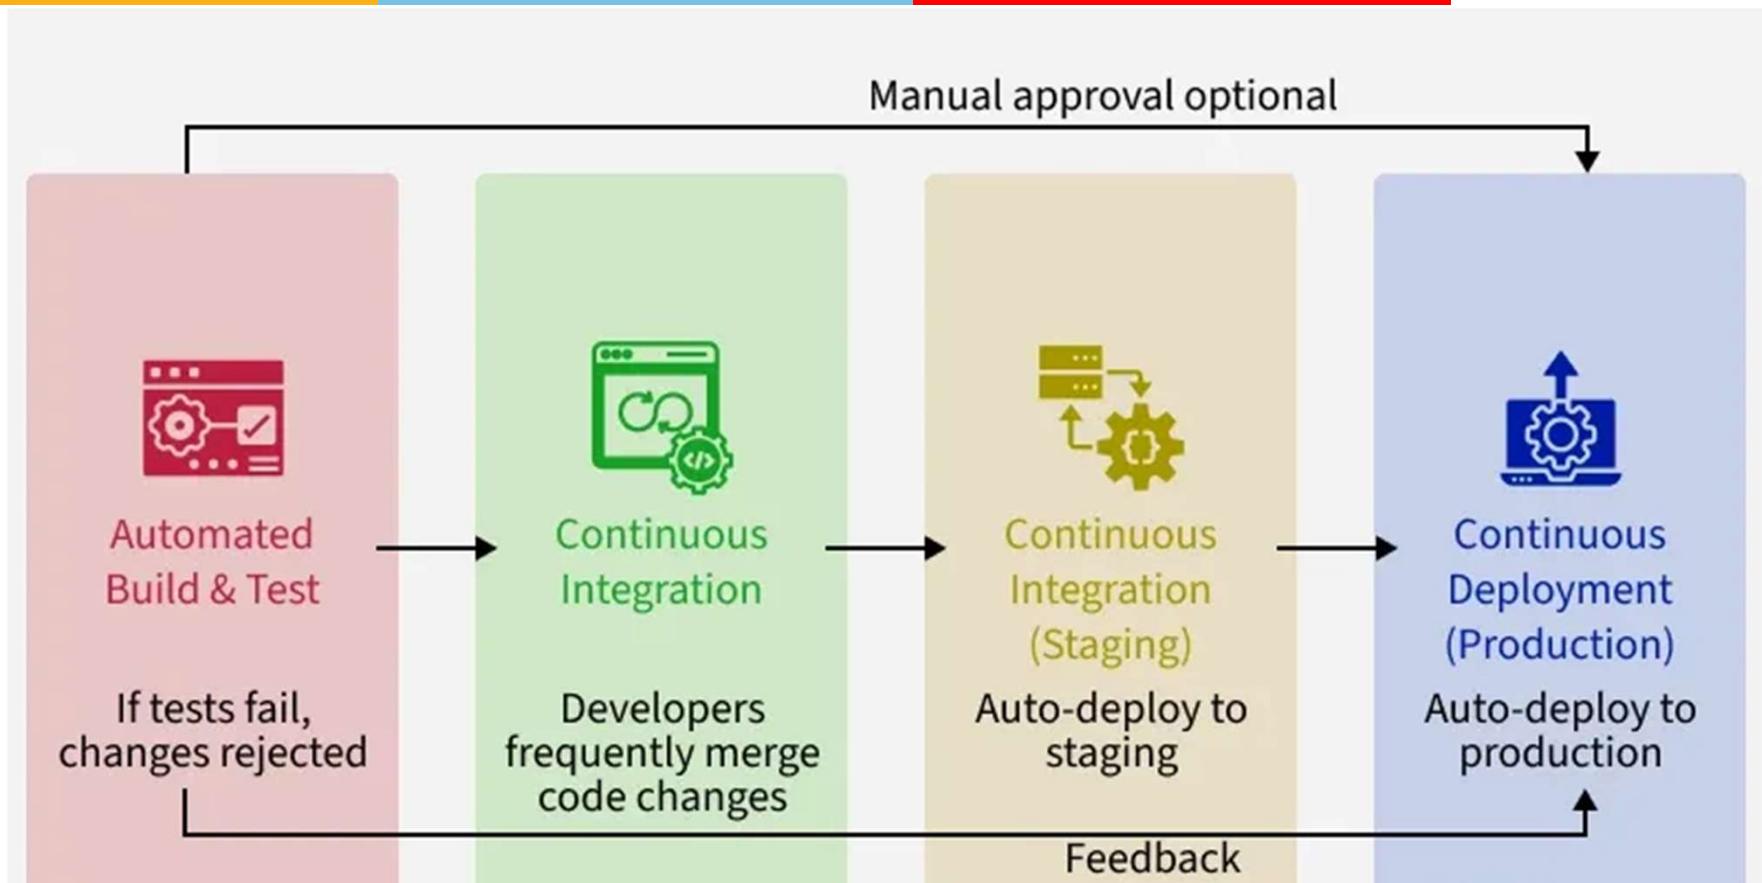 Manual approval optional
Automated
Build & Test
If tests fail,
changes rejected
Continuous
Integration
Developers
frequently merge
code changes
Continuous
Integration
(Staging)
Auto-deploy to
staging
Continuous
Deployment
(Production)
Auto-deploy to
production
Feedback